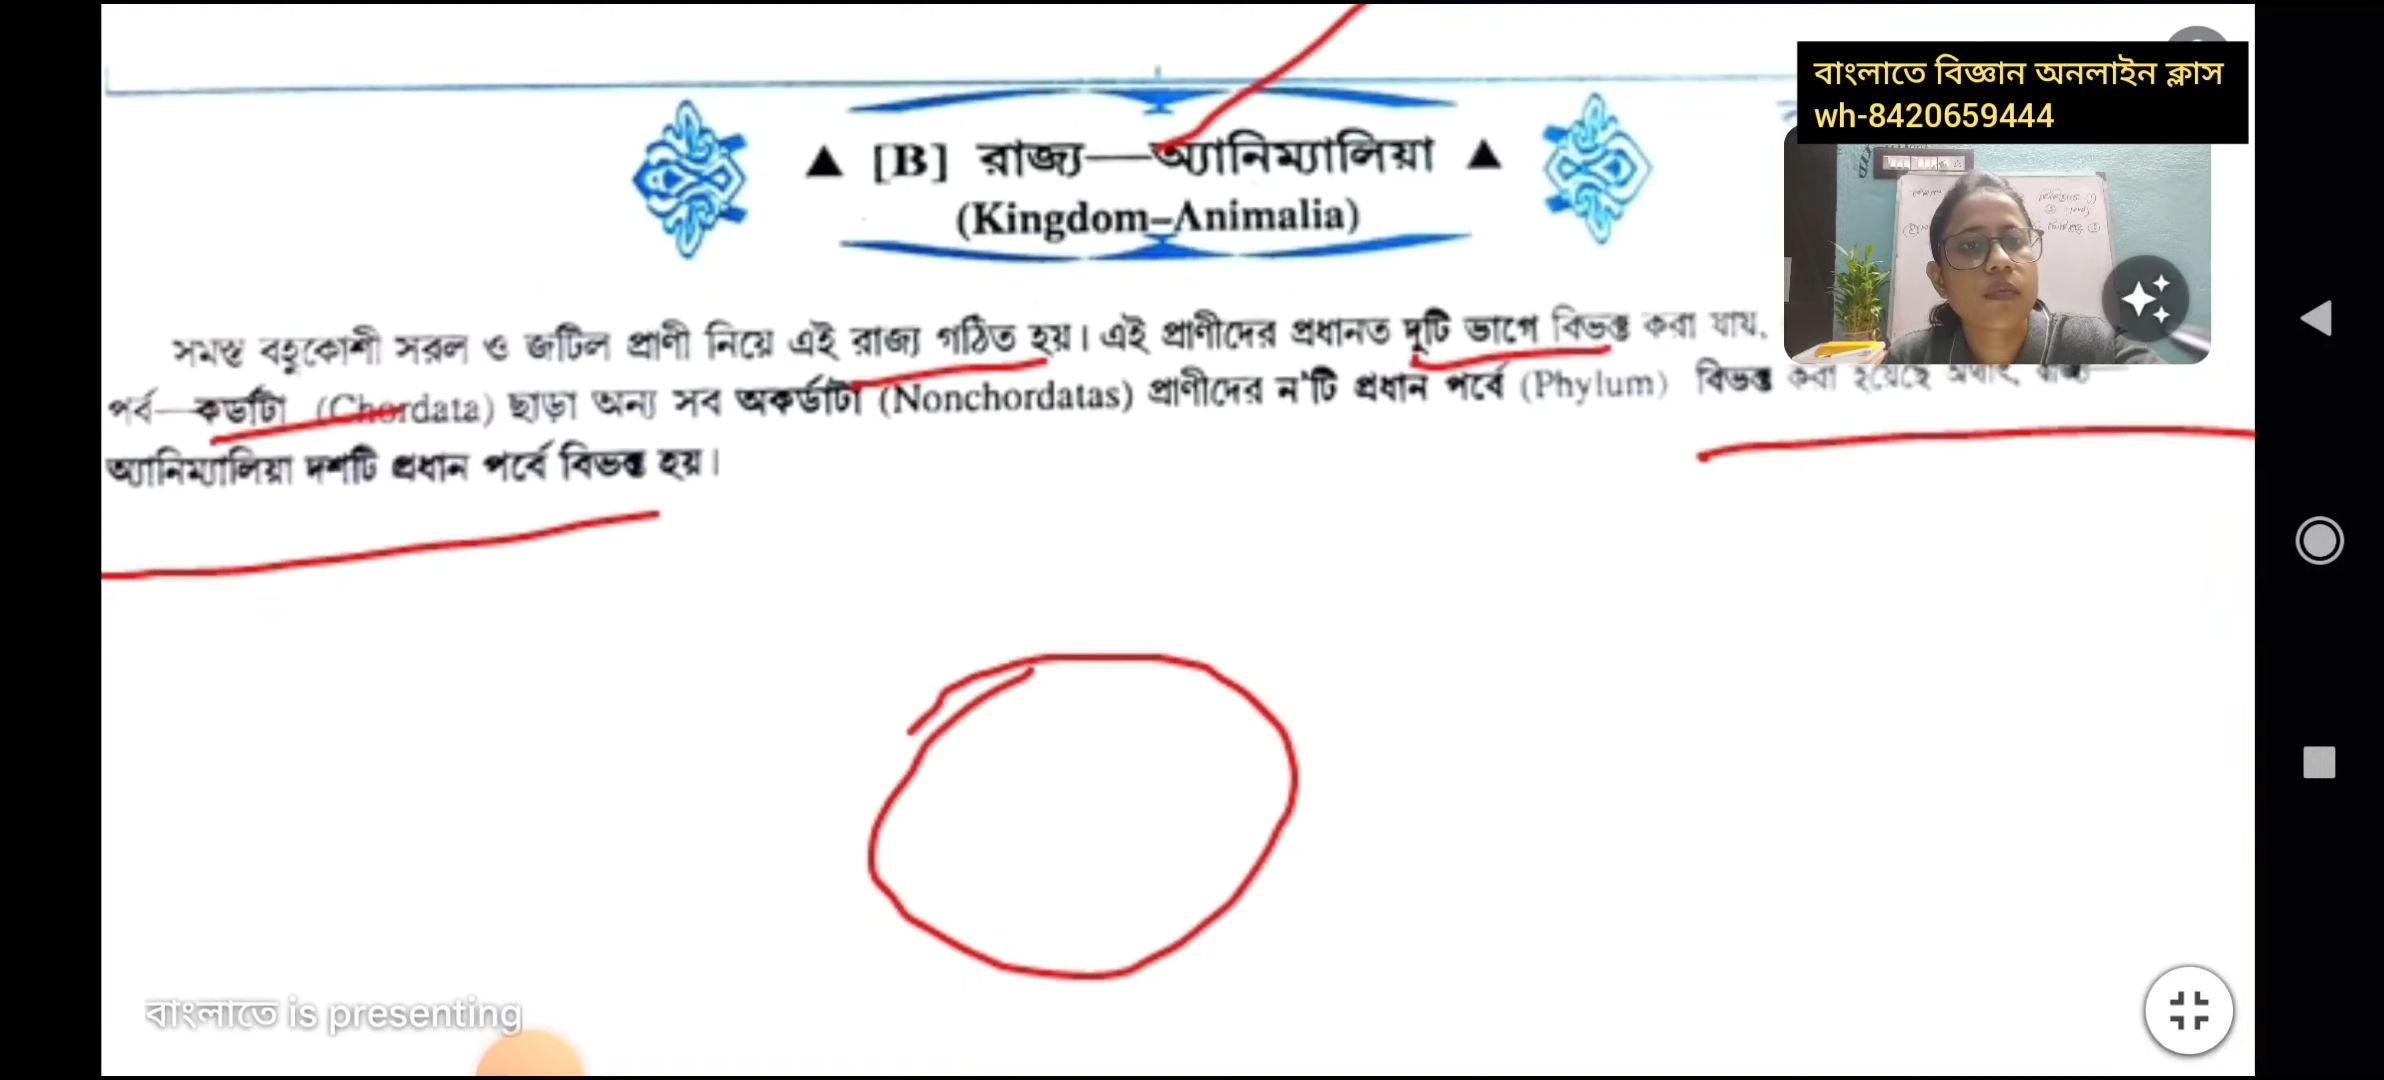 বাংলাতে বিজ্ঞান অনলাইন ক্লাস
wh-8420659444
▲ [B] রাজ্য—অ্যানিম্যালিয়া ▲
(Kingdom–Animalia)
সমস্ত বহুকোশী সরল ও জটিল প্রাণী নিয়ে এই রাজ্য গঠিত হয়। এই প্রাণীদের প্রধানত দুটি ভাগে বিভক্ত করা যায়,
পর্ব—কর্ডাটা (Chordata) ছাড়া অন্য সব অকর্ডাটা (Nonchordatas) প্রাণীদের ন'টি প্রধান পর্বে (Phylum) বিভক্ত করা হয়েছে অর্থাৎ, রাজ্য—
অ্যানিম্যালিয়া দশটি প্রধান পর্বে বিভক্ত হয়।
বাংলাতে is presenting